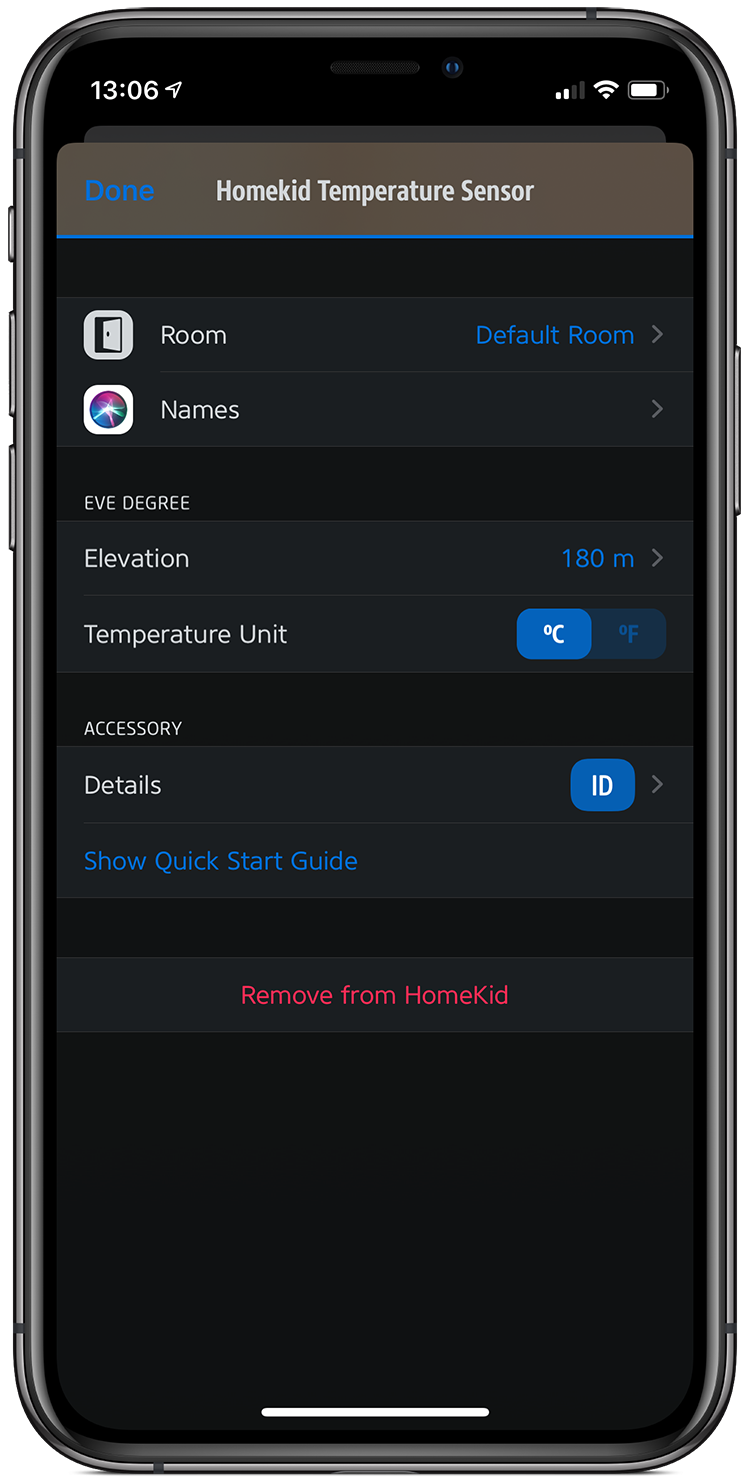 13:06
Done Homekid Temperature Sensor
Room Default Room
Names
EVE DEGREE
Elevation 180 m
Temperature Unit ºC ºF
ACCESSORY
Details ID
Show Quick Start Guide
Remove from HomeKid